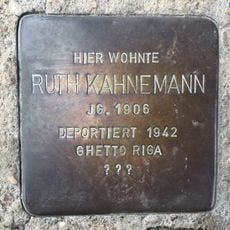 HIER WOHNTE
RUTH KAHNEMANN
JG. 1906
DEPORTIERT 1942
GHETTO RIGA
???